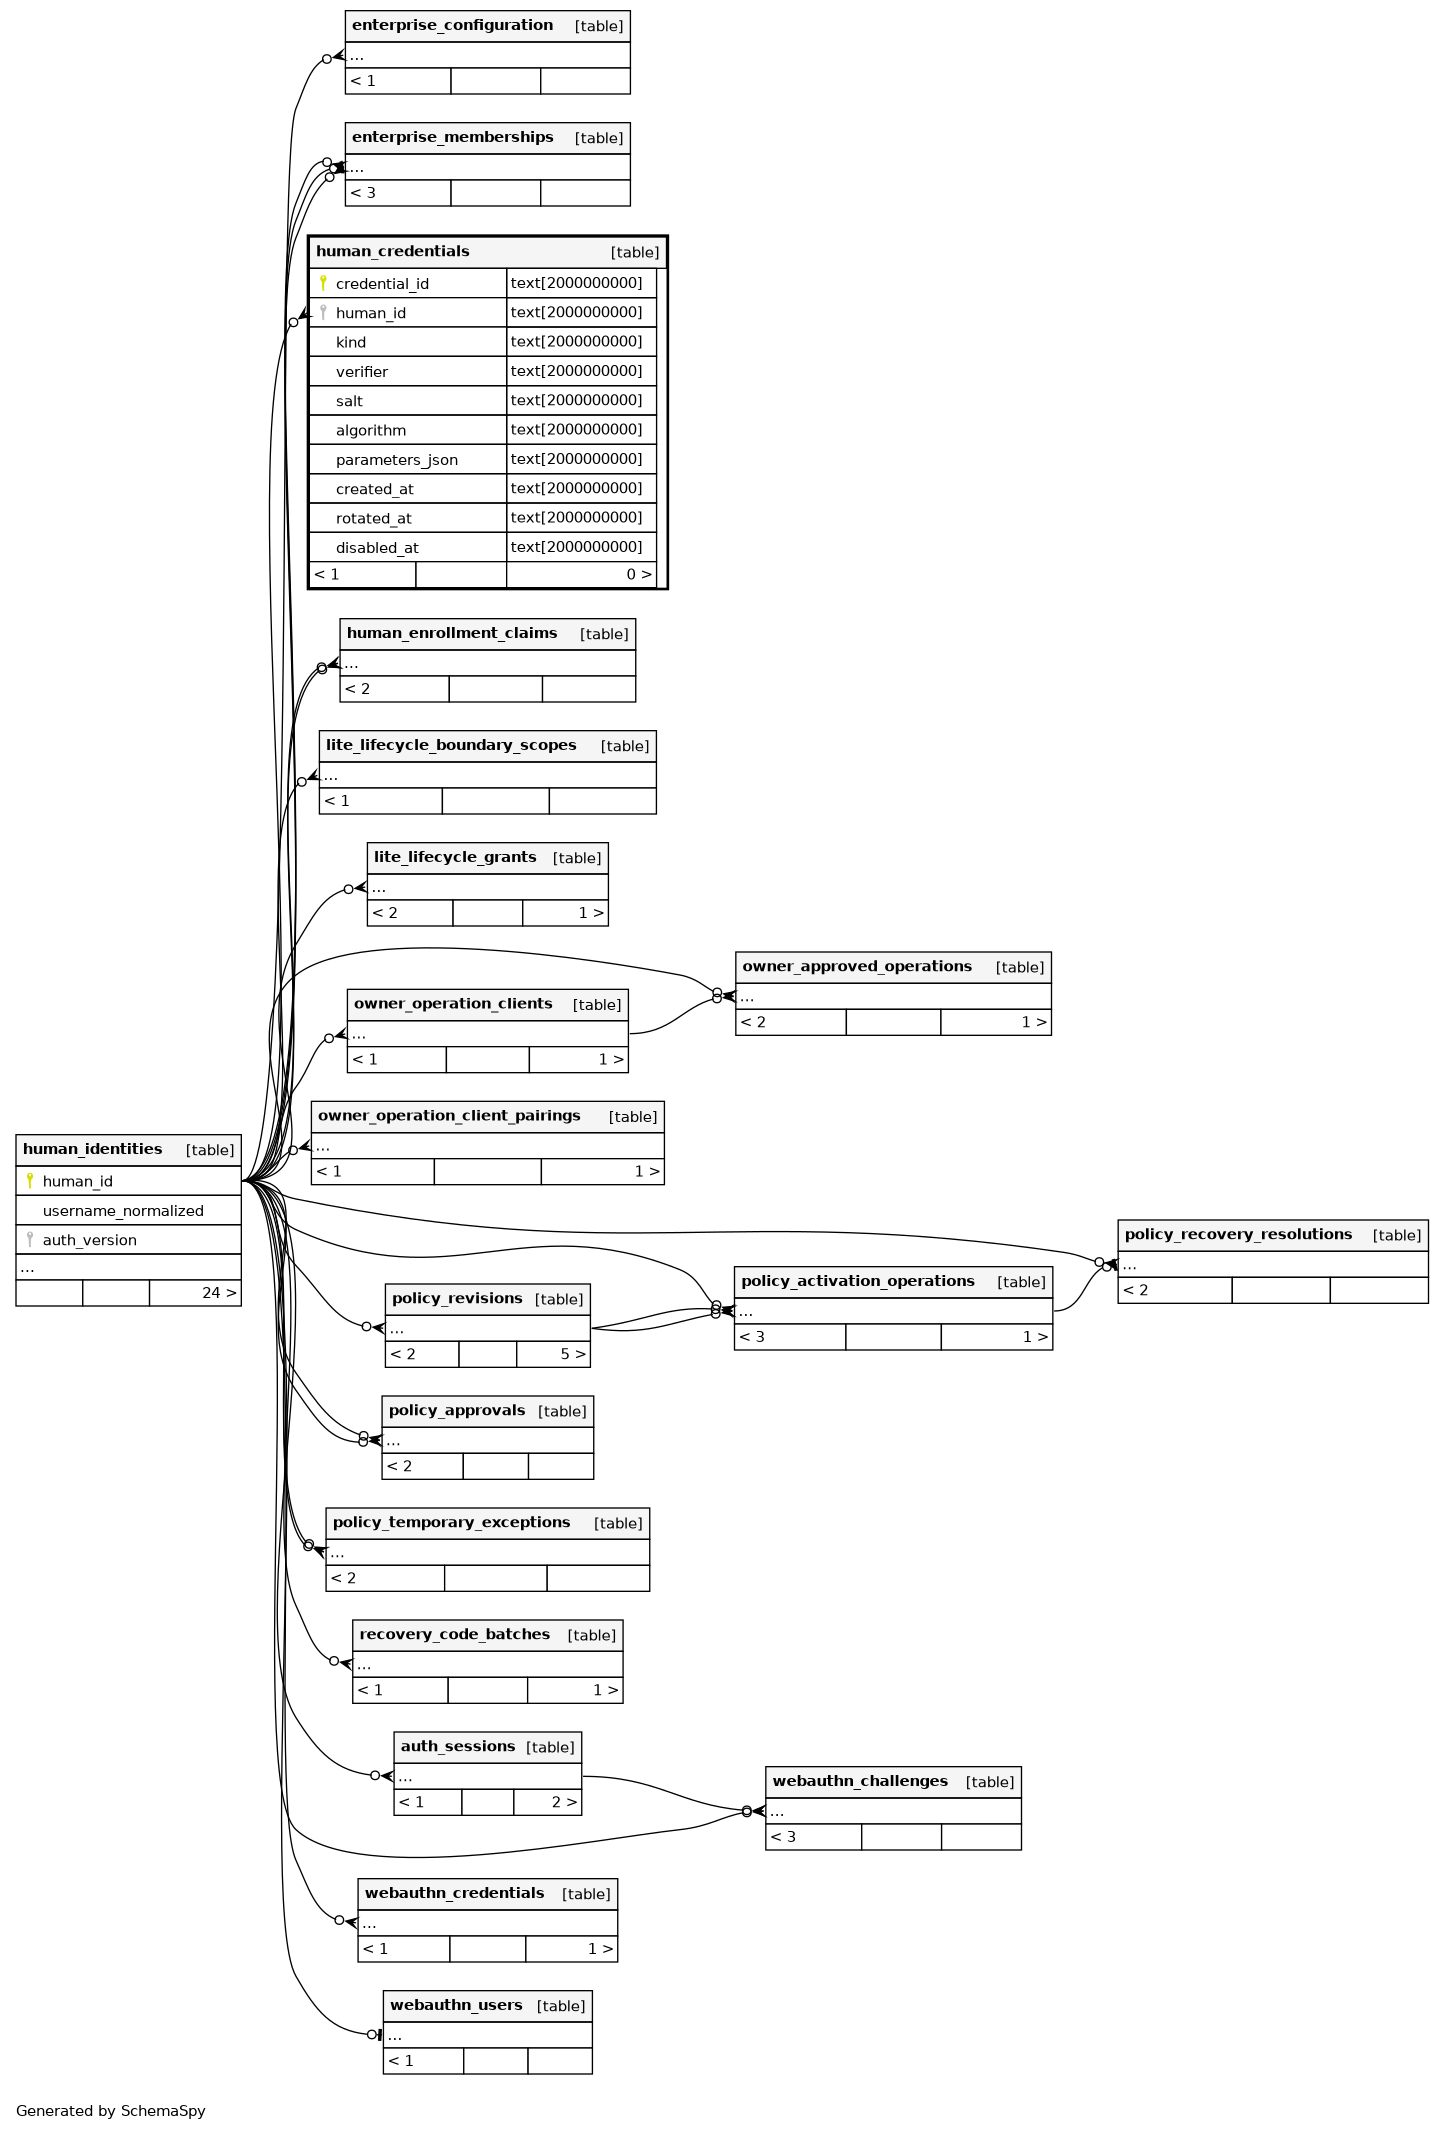 enterprise_configuration [table]
...
< 1
enterprise_memberships [table]
...
< 3
human_credentials [table]
credential_id text[2000000000]
human_id text[2000000000]
kind text[2000000000]
verifier text[2000000000]
salt text[2000000000]
algorithm text[2000000000]
parameters_json text[2000000000]
created_at text[2000000000]
rotated_at text[2000000000]
disabled_at text[2000000000]
< 1 0 >
human_enrollment_claims [table]
...
< 2
lite_lifecycle_boundary_scopes [table]
...
< 1
lite_lifecycle_grants [table]
...
< 2 1 >
owner_approved_operations [table]
...
< 2 1 >
owner_operation_clients [table]
...
< 1 1 >
owner_operation_client_pairings [table]
...
< 1 1 >
human_identities [table]
human_id
username_normalized
auth_version
...
24 >
policy_recovery_resolutions [table]
...
< 2
policy_activation_operations [table]
...
< 3 1 >
policy_revisions [table]
...
< 2 5 >
policy_approvals [table]
...
< 2
policy_temporary_exceptions [table]
...
< 2
recovery_code_batches [table]
...
< 1 1 >
auth_sessions [table]
...
< 1 2 >
webauthn_challenges [table]
...
< 3
webauthn_credentials [table]
...
< 1 1 >
webauthn_users [table]
...
< 1
Generated by SchemaSpy